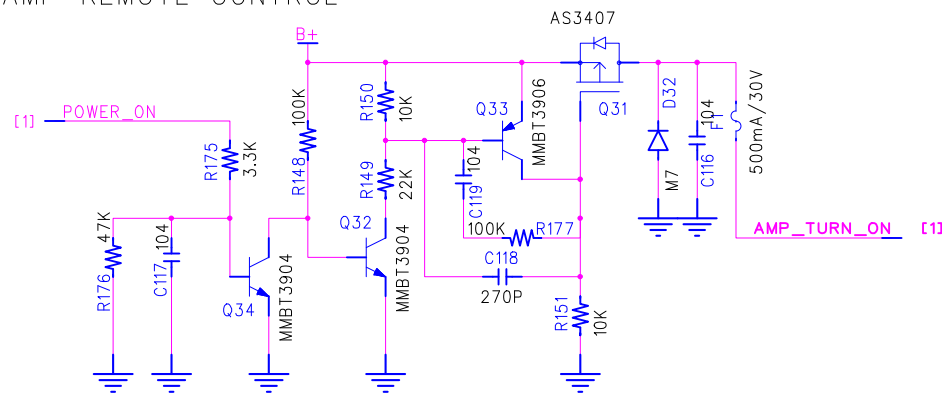 AMP REMOTE CONTROL
AS3407
B+
[1] POWER_ON
R175 3.3K
100K R148
R150 10K
Q33 MMBT3906
Q31
D32
M7
104 C116
F1
500mA/30V
R149 22K
104 C119
100K R177
C118
270P
AMP_TURN_ON [1]
47K R176
104 C117
Q34 MMBT3904
Q32 MMBT3904
R151 10K